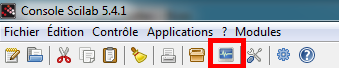 Console Scilab 5.4.1
Fichier Édition Contrôle Applications ? Modules